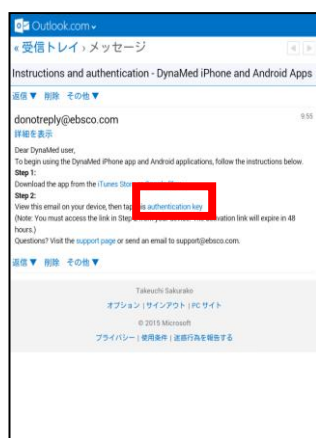 Outlook.com
« 受信トレイ › メッセージ
Instructions and authentication - DynaMed iPhone and Android Apps
返信 ▼ 削除 その他 ▼
donotreply@ebsco.com 9:55
詳細を表示
Dear DynaMed user,
To begin using the DynaMed iPhone app and Android applications, follow the instructions below.
Step 1:
Download the app from the iTunes
Step 2:
View this email on your device, then authentication key
(Note: You must access the link in link will expire in 48
hours.)
Questions? Visit the support page or send an email to support@ebsco.com.
返信 ▼ 削除 その他 ▼
Takeuchi Sakurako
オプション | サインアウト | PC サイト
© 2015 Microsoft
プライバシー | 使用条件 | 迷惑行為を報告する